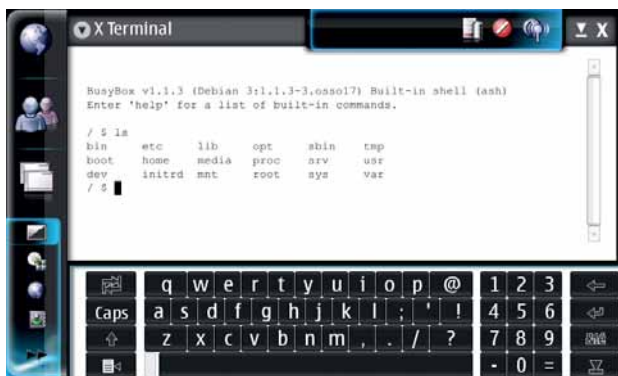 X Terminal
X
BusyBox v1.1.3 (Debian 3:1.1.3-3.osso17) Built-in shell (ash)
Enter 'help' for a list of built-in commands.
/ $ ls
bin etc lib opt sbin tmp
boot home media proc srv usr
dev initrd mnt root sys var
/ $
q w e r t y u i o p @ 1 2 3
Caps a s d f g h j k l ; ' ! 4 5 6
z x c v b n m , . / ? 7 8 9
- 0 =